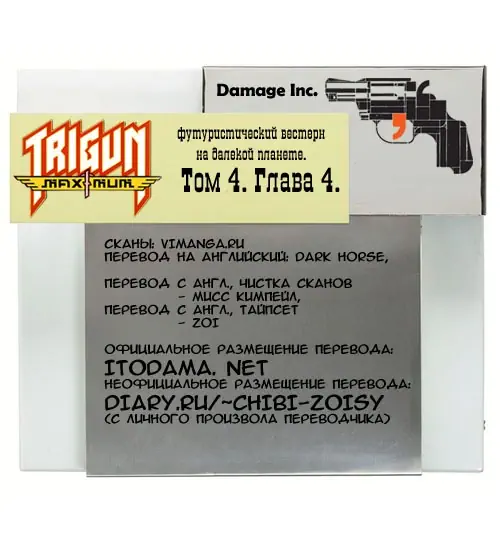 Damage Inc.
TRIGUN
MAXIMUM
футуристический вестерн
на далекой планете.
Том 4. Глава 4.
СКАНЫ: VIMANGA.RU
ПЕРЕВОД НА АНГЛИЙСКИЙ: DARK HORSE,
ПЕРЕВОД С АНГЛ., ЧИСТКА СКАНОВ
- МИСС КИМПЕЙЛ,
ПЕРЕВОД С АНГЛ., ТАЙПСЕТ
- ZOI
ОФИЦИАЛЬНОЕ РАЗМЕЩЕНИЕ ПЕРЕВОДА:
ITODAMA. NET
НЕОФИЦИАЛЬНОЕ РАЗМЕЩЕНИЕ ПЕРЕВОДА:
DIARY.RU/~CHIBI-ZOISY
(С ЛИЧНОГО ПРОИЗВОЛА ПЕРЕВОДЧИКА)